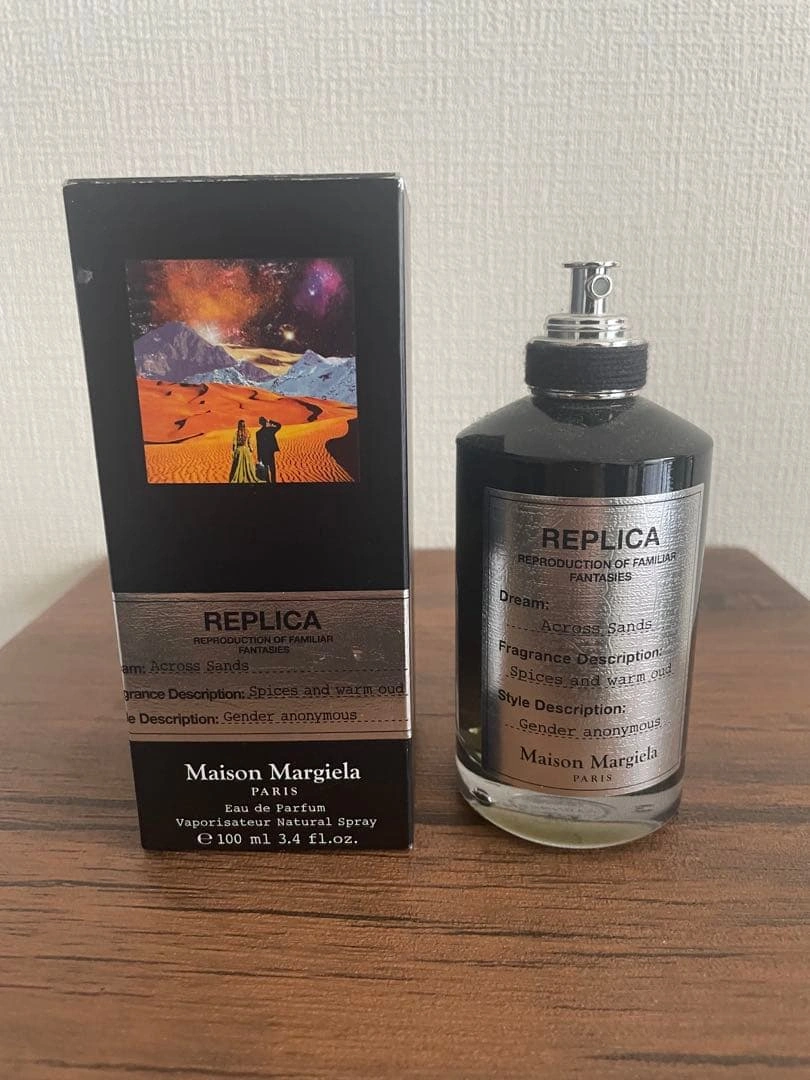 REPLICA
REPRODUCTION OF FAMILIAR
FANTASIES
am: Across Sands
grance Description: Spices and warm oud
le Description: Gender anonymous
Maison Margiela
PARIS
Eau de Parfum
Vaporisateur Natural Spray
℮ 100 ml 3.4 fl.oz.
REPLICA
REPRODUCTION OF FAMILIAR
FANTASIES
Dream:
Across Sands
Fragrance Description:
Spices and warm oud
Style Description:
Gender anonymous
Maison Margiela
PARIS